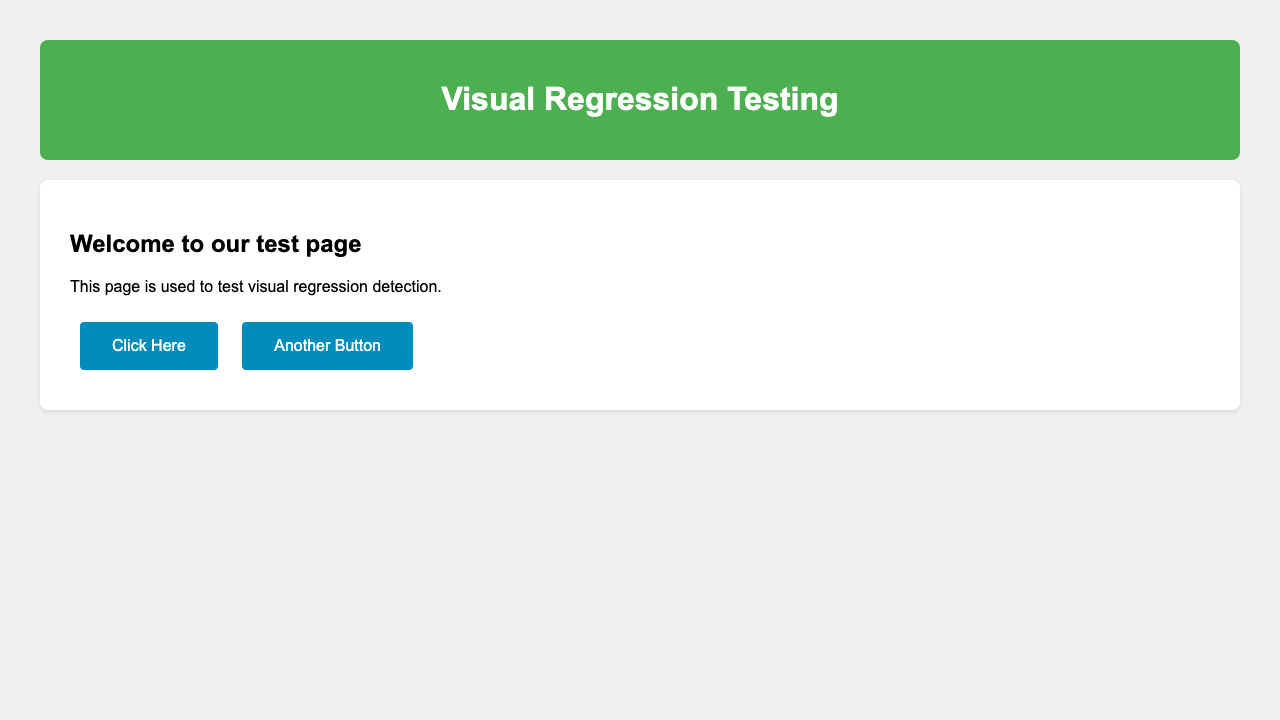 Visual Regression Testing
Welcome to our test page
This page is used to test visual regression detection.
Click Here
Another Button